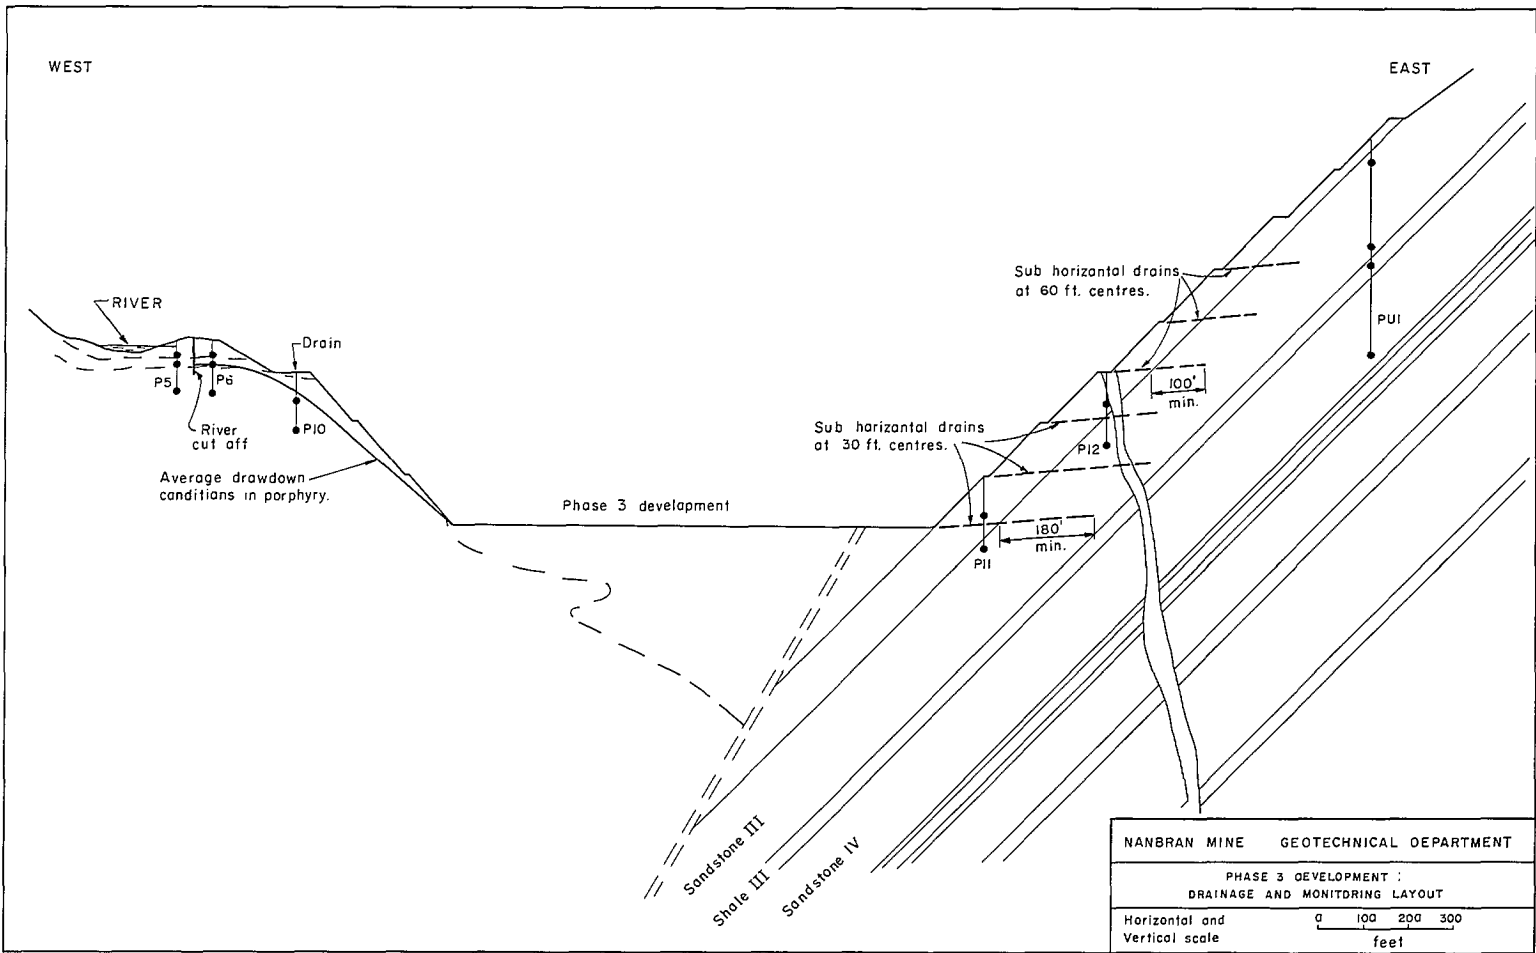 WEST
EAST
RIVER
Drain
P5
P6
P10
River
cut off
Average drawdown
conditions in porphyry.
Phase 3 development
Sub horizontal drains
at 60 ft. centres.
PU1
100'
min.
Sub horizontal drains
at 30 ft. centres.
P12
180'
min.
P11
Sandstone III
Shale III
Sandstone IV
NANBRAN MINE GEOTECHNICAL DEPARTMENT
PHASE 3 DEVELOPMENT :
DRAINAGE AND MONITORING LAYOUT
Horizontal and
Vertical scale
0 100 200 300
feet